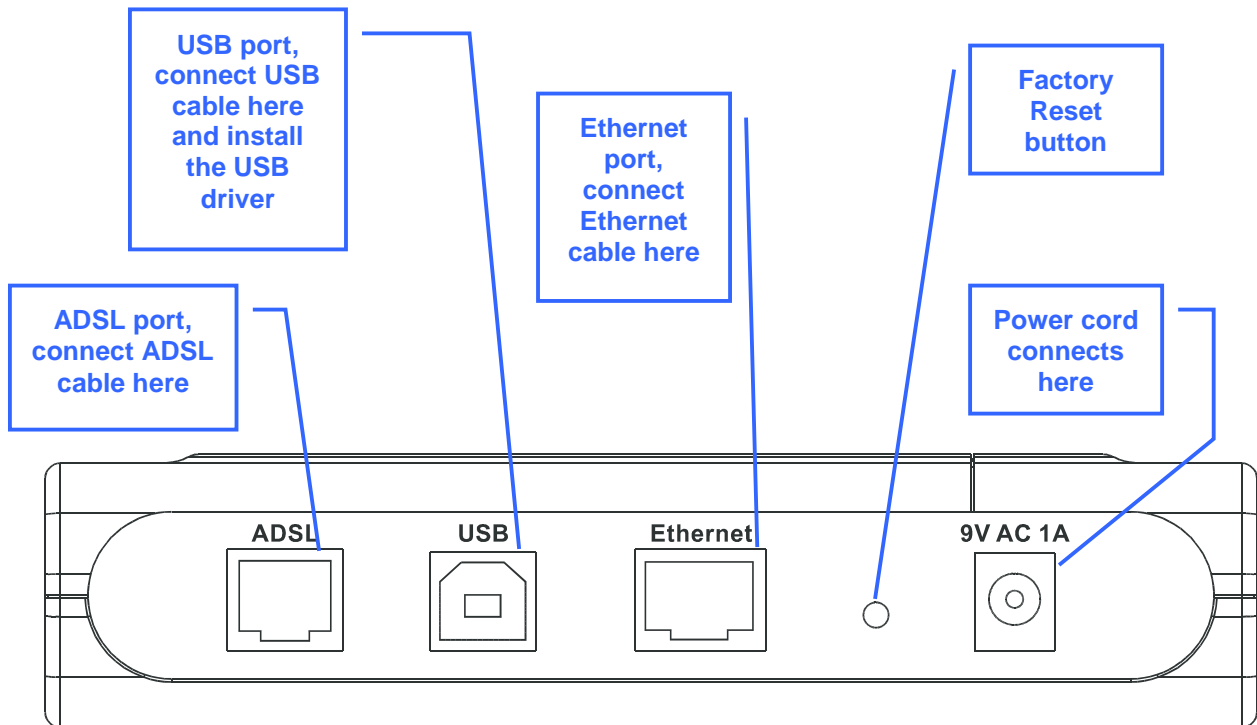 USB port,
connect USB
cable here
and install
the USB
driver
Ethernet
port,
connect
Ethernet
cable here
Factory
Reset
button
ADSL port,
connect ADSL
cable here
Power cord
connects
here
ADSL
USB
Ethernet
9V AC 1A